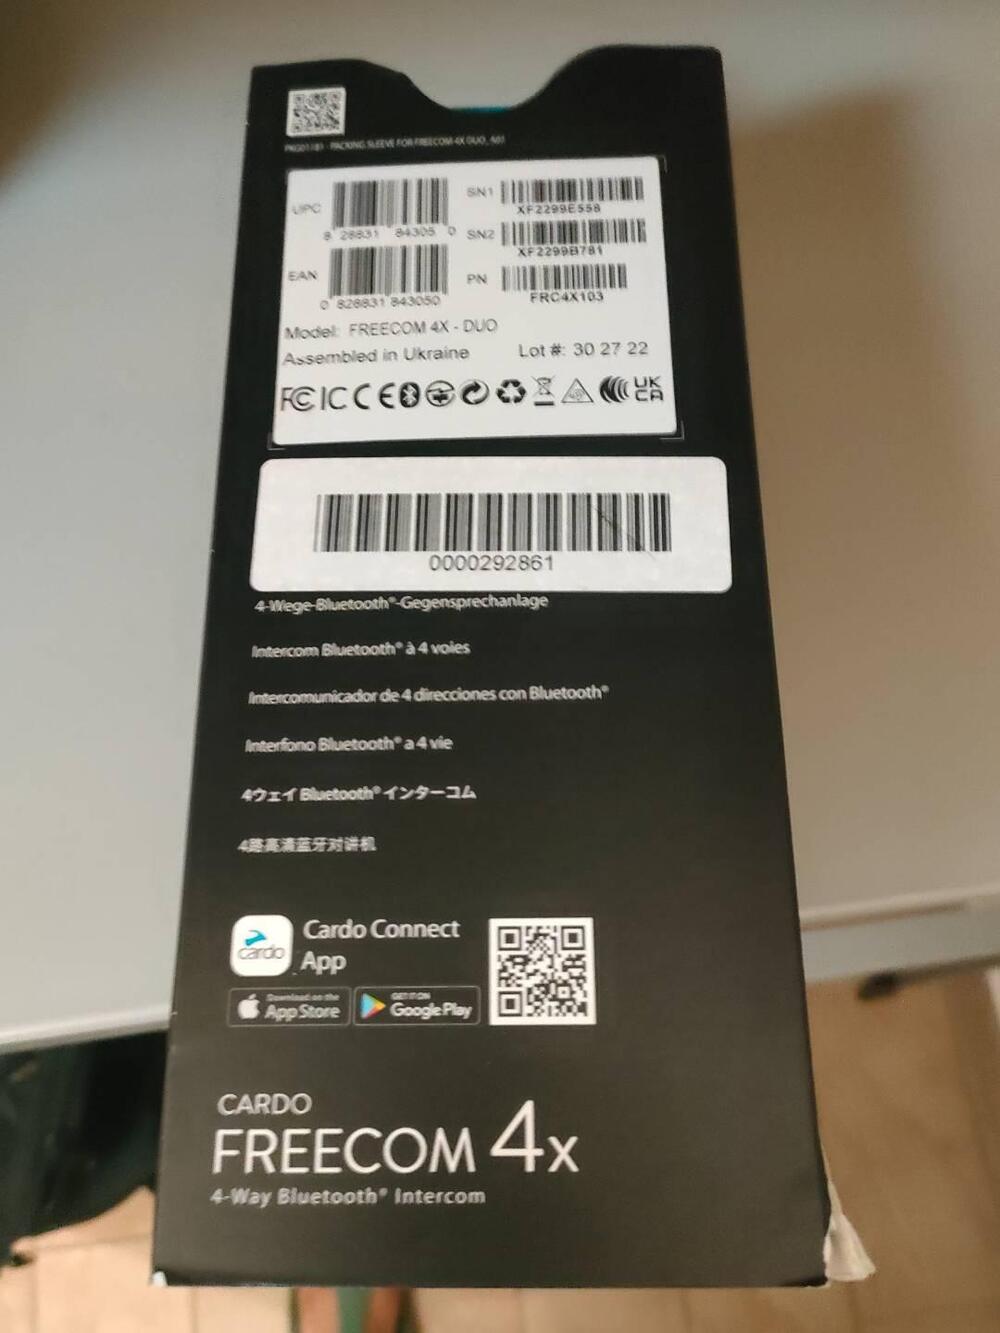 PKG01181 - PACKING SLEEVE FOR FREECOM 4X DUO_A01
UPC
8 28831 84305 0
EAN
0 828831 843050
SN1
XF2299E558
SN2
XF2299B781
PN
FRC4X103
Model: FREECOM 4X - DUO
Assembled in Ukraine
Lot #: 30 27 22
FC IC CE UK CA
0000292861
4-Wege-Bluetooth®-Gegensprechanlage
Intercom Bluetooth® à 4 voies
Intercomunicador de 4 direcciones con Bluetooth®
Interfono Bluetooth® a 4 vie
4ウェイ Bluetooth® インターコム
4路高清蓝牙对讲机
cardo
Cardo Connect
App
Download on the
App Store
GET IT ON
Google Play
CARDO
FREECOM 4x
4-Way Bluetooth® Intercom